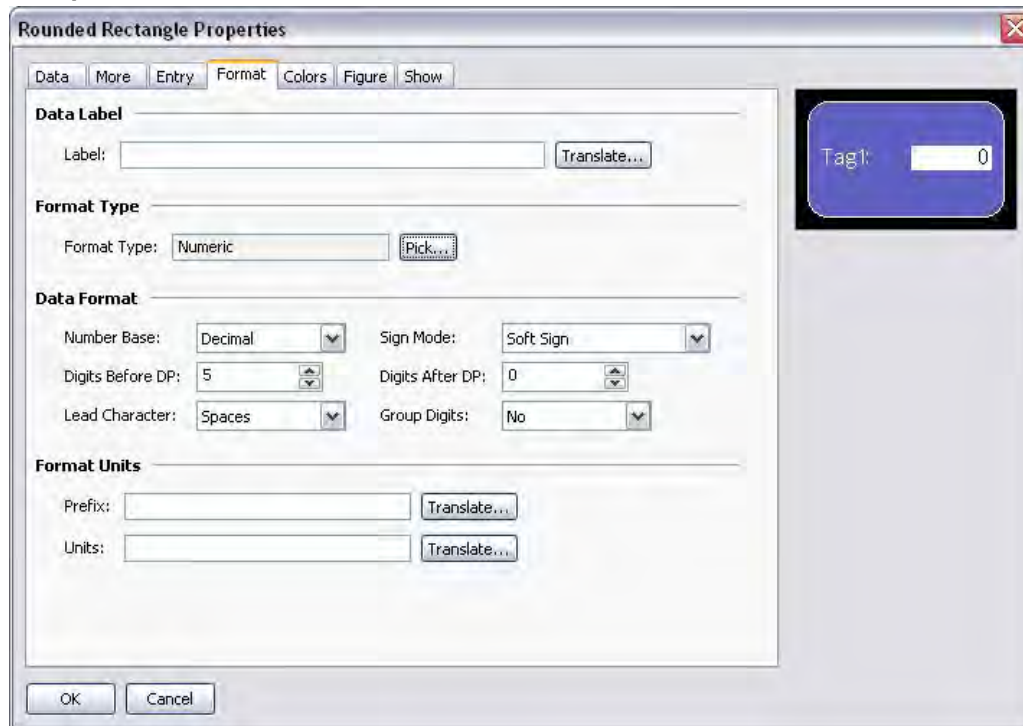 Rounded Rectangle Properties
Data More Entry Format Colors Figure Show
Data Label
Label: Translate...
Format Type
Format Type: Numeric Pick...
Data Format
Number Base: Decimal Sign Mode: Soft Sign
Digits Before DP: 5 Digits After DP: 0
Lead Character: Spaces Group Digits: No
Format Units
Prefix: Translate...
Units: Translate...
OK Cancel
Tag1: 0